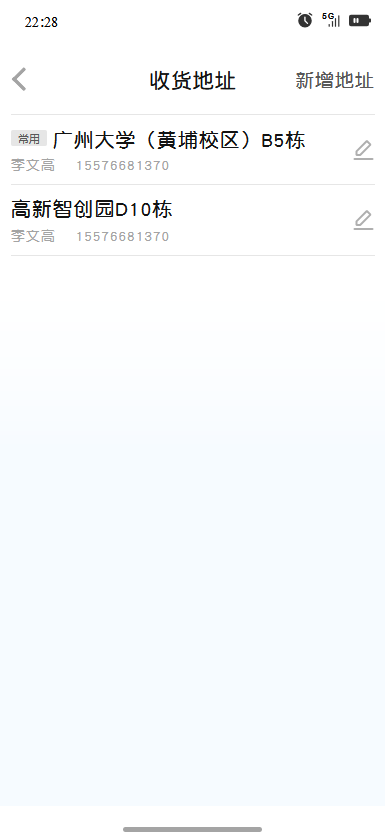 22:28
5G
收货地址
新增地址
常用 广州大学（黄埔校区）B5栋
李文高 15576681370
高新智创园D10栋
李文高 15576681370